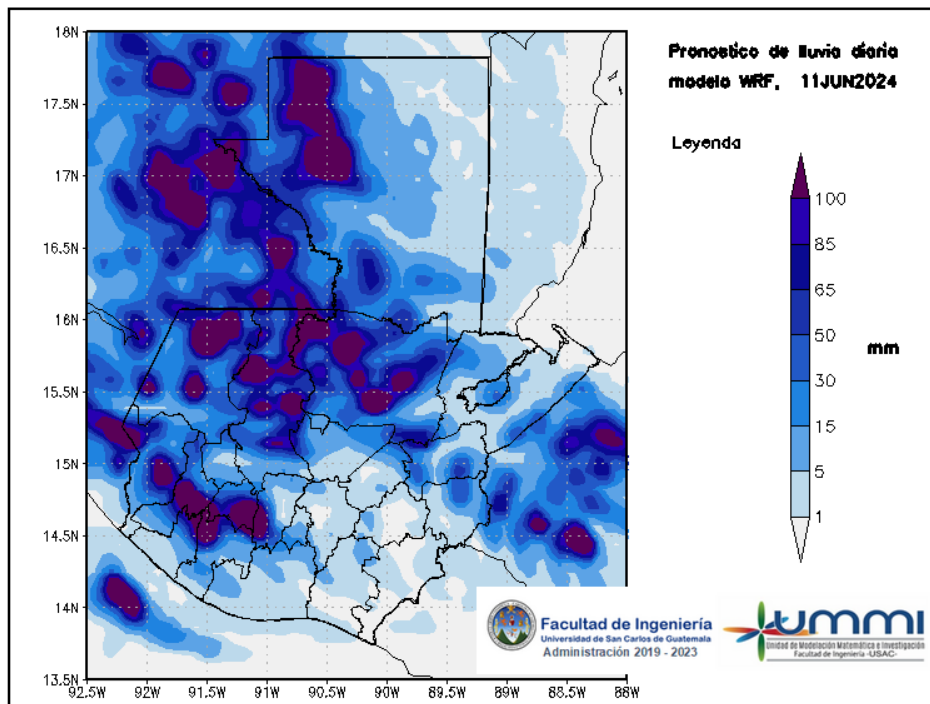 Pronostico de lluvia diaria
modelo WRF, 11JUN2024
Leyenda
100
85
65
50
30
15
5
1
mm
18N
17.5N
17N
16.5N
16N
15.5N
15N
14.5N
14N
13.5N
92.5W
92W
91.5W
91W
90.5W
90W
89.5W
89W
88.5W
88W
Facultad de Ingeniería
Universidad de San Carlos de Guatemala
Administración 2019 - 2023
UMMI
Unidad de Modelación Matemática e Investigación
Facultad de Ingeniería -USAC-